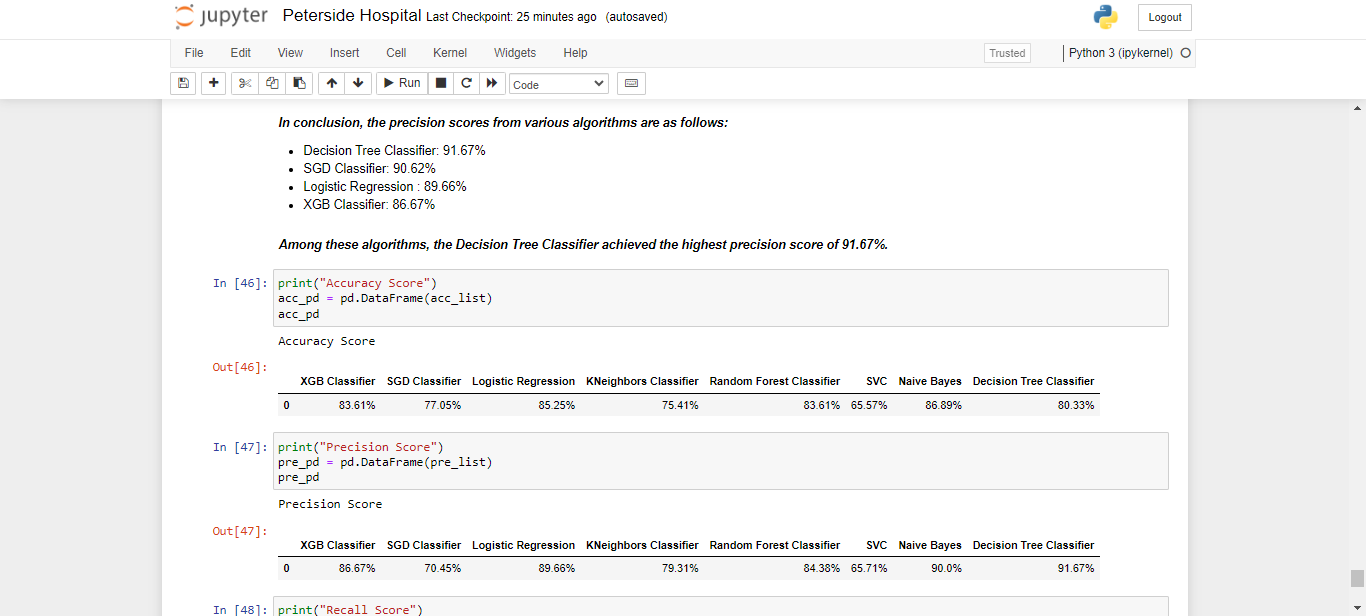 jupyter Peterside Hospital Last Checkpoint: 25 minutes ago (autosaved) Logout
File Edit View Insert Cell Kernel Widgets Help Trusted Python 3 (ipykernel)
Run Code
In conclusion, the precision scores from various algorithms are as follows:
• Decision Tree Classifier: 91.67%
• SGD Classifier: 90.62%
• Logistic Regression : 89.66%
• XGB Classifier: 86.67%
Among these algorithms, the Decision Tree Classifier achieved the highest precision score of 91.67%.
In [46]: print("Accuracy Score")
acc_pd = pd.DataFrame(acc_list)
acc_pd
Accuracy Score
Out[46]:
XGB Classifier SGD Classifier Logistic Regression KNeighbors Classifier Random Forest Classifier SVC Naive Bayes Decision Tree Classifier
0 83.61% 77.05% 85.25% 75.41% 83.61% 65.57% 86.89% 80.33%
In [47]: print("Precision Score")
pre_pd = pd.DataFrame(pre_list)
pre_pd
Precision Score
Out[47]:
XGB Classifier SGD Classifier Logistic Regression KNeighbors Classifier Random Forest Classifier SVC Naive Bayes Decision Tree Classifier
0 86.67% 70.45% 89.66% 79.31% 84.38% 65.71% 90.0% 91.67%
In [48]: print("Recall Score")